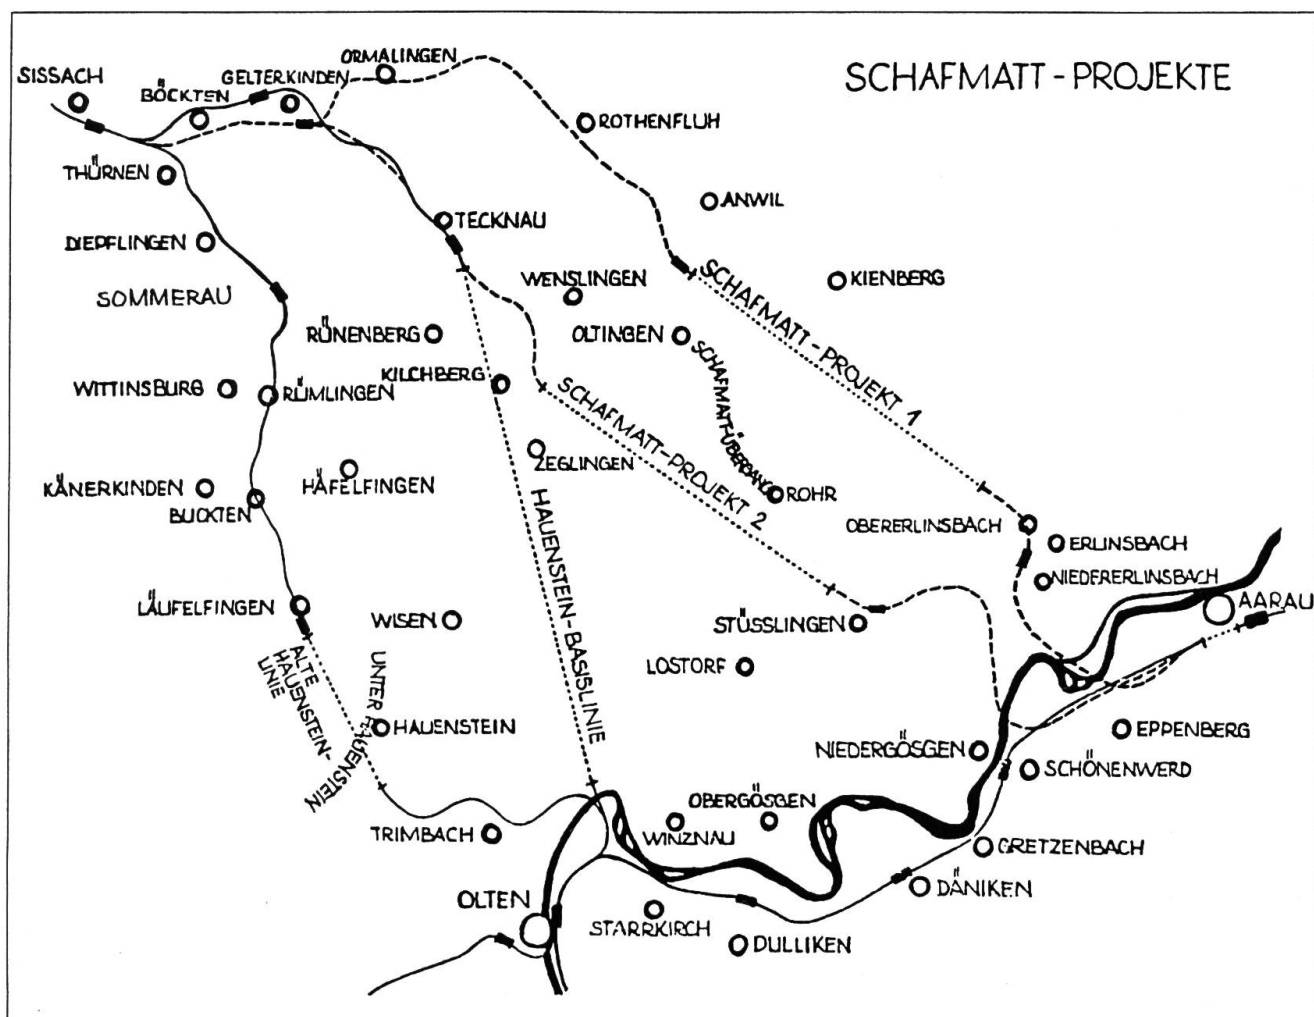 SCHAFMATT-PROJEKTE
ORMALINGEN
SISSACH
GELTERKINDEN
BÖCKTEN
ROTHENFLUH
THÜRNEN
ANWIL
TECKNAU
DIEPFLINGEN
SOMMERAU
WENSLINGEN
KIENBERG
SCHAFMATT-PROJEKT 1
RÜNENBERG
OLTINGEN
SCHAFMATT-ÜBERGANG
WITTINSBURG
RÜMLINGEN
KILCHBERG
SCHAFMATT-PROJEKT 2
ZEGLINGEN
KÄNERKINDEN
HÄFELFINGEN
BUCKTEN
HAUENSTEIN-BASISLINIE
ROHR
OBERERLINSBACH
ERLINSBACH
NIEDERERLINSBACH
AARAU
LÄUFELFINGEN
WISEN
STÜSSLINGEN
LOSTORF
ALTE
HAUENSTEIN-
LINIE
UNTERER HAUENSTEIN
HAUENSTEIN
NIEDERGÖSGEN
EPPENBERG
SCHÖNENWERD
TRIMBACH
WINZNAU
OBERGÖSGEN
GRETZENBACH
DÄNIKEN
OLTEN
STARRKIRCH
DULLIKEN